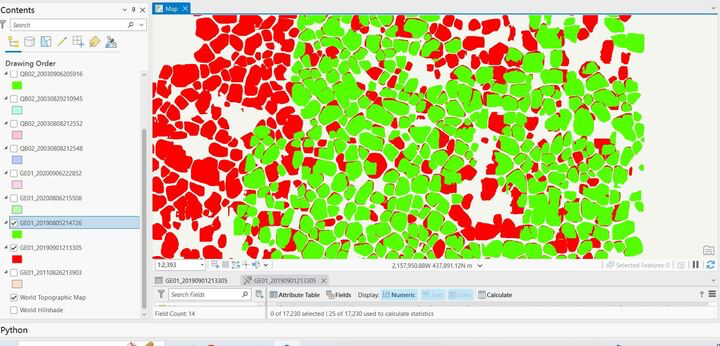 Contents
Map
Search
Drawing Order
QB02_20030906205916
QB02_20030829210945
QB02_20030808212552
QB02_20030808212548
GE01_20200906222852
GE01_20200806215508
GE01_20190805214726
GE01_20190901213305
GE01_20110826213903
World Topographic Map
World Hillshade
1:2,393
2,157,950.88W 437,891.12N m
Selected Features: 0
GE01_20190901213305
GE01_20190901213305
Search Fields
Attribute Table
Fields
Display:
Numeric
Text
Date
Calculate
Field Count: 14
0 of 17,230 selected | 25 of 17,230 used to calculate statistics
Python